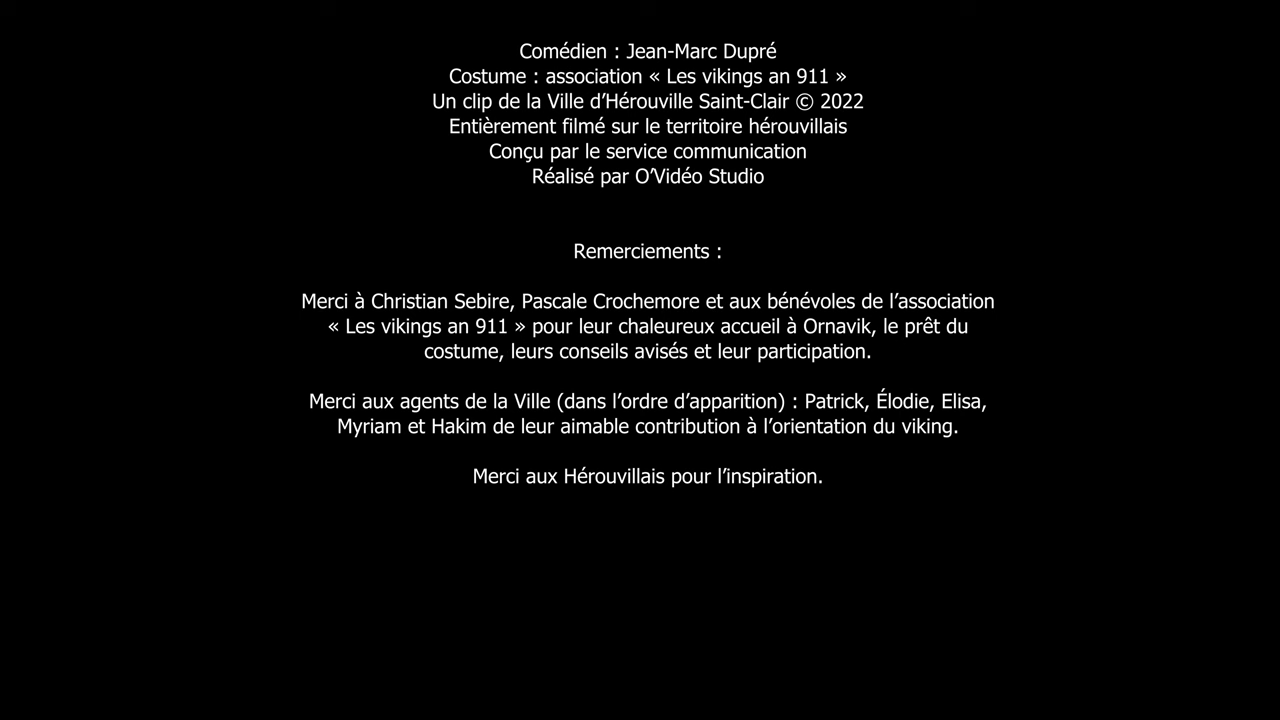 Comédien : Jean-Marc Dupré
Costume : association « Les vikings an 911 »
Un clip de la Ville d’Hérouville Saint-Clair © 2022
Entièrement filmé sur le territoire hérouvillais
Conçu par le service communication
Réalisé par O’Vidéo Studio
Remerciements :
Merci à Christian Sebire, Pascale Crochemore et aux bénévoles de l’association
« Les vikings an 911 » pour leur chaleureux accueil à Ornavik, le prêt du
costume, leurs conseils avisés et leur participation.
Merci aux agents de la Ville (dans l’ordre d’apparition) : Patrick, Élodie, Elisa,
Myriam et Hakim de leur aimable contribution à l’orientation du viking.
Merci aux Hérouvillais pour l’inspiration.